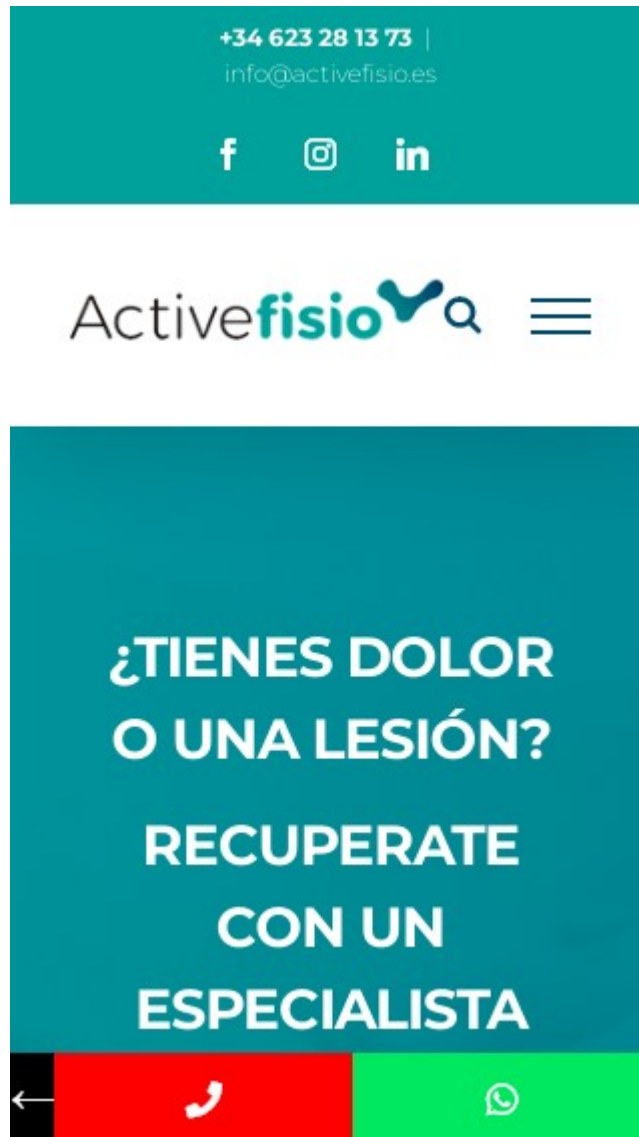 +34 623 28 13 73 |
info@activefisio.es
Activefisio
¿TIENES DOLOR
O UNA LESIÓN?
RECUPERATE
CON UN
ESPECIALISTA